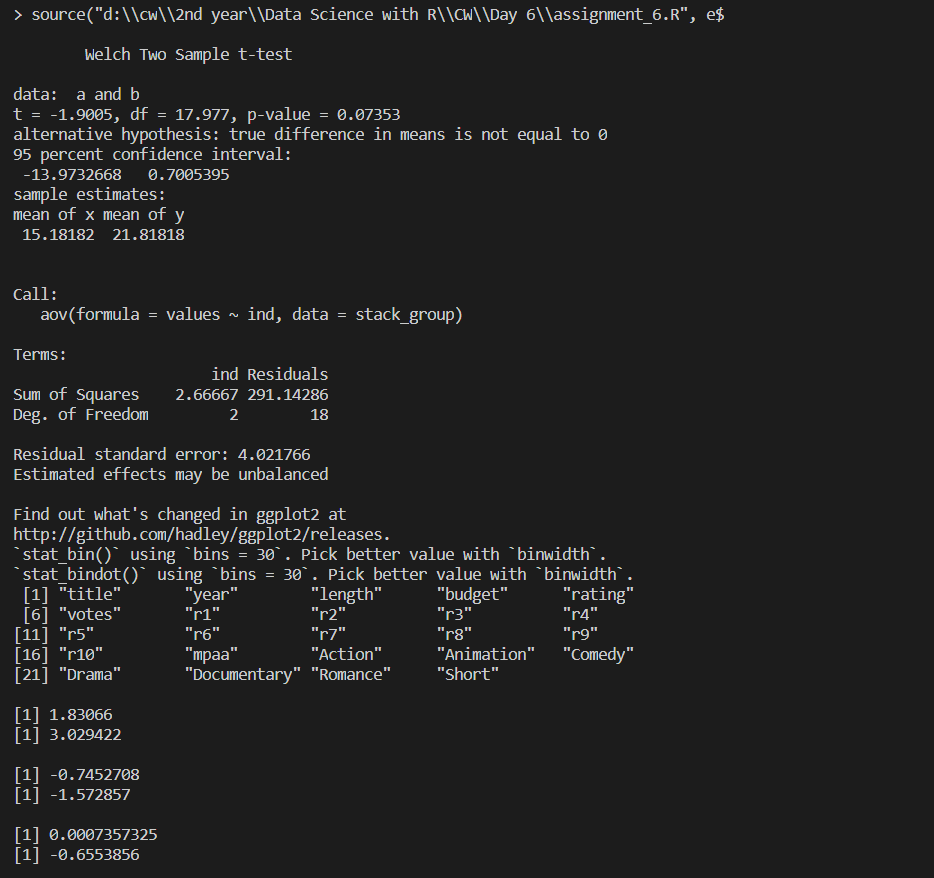 > source("d:\\cw\\2nd year\\Data Science with R\\CW\\Day 6\\assignment_6.R", e$
Welch Two Sample t-test
data:  a and b
t = -1.9005, df = 17.977, p-value = 0.07353
alternative hypothesis: true difference in means is not equal to 0
95 percent confidence interval:
 -13.9732668   0.7005395
sample estimates:
mean of x mean of y
 15.18182  21.81818
Call:
   aov(formula = values ~ ind, data = stack_group)
Terms:
                      ind Residuals
Sum of Squares    2.66667 291.14286
Deg. of Freedom         2        18
Residual standard error: 4.021766
Estimated effects may be unbalanced
Find out what's changed in ggplot2 at
http://github.com/hadley/ggplot2/releases.
`stat_bin()` using `bins = 30`. Pick better value with `binwidth`.
`stat_bindot()` using `bins = 30`. Pick better value with `binwidth`.
 [1] "title"       "year"        "length"      "budget"      "rating"
 [6] "votes"       "r1"          "r2"          "r3"          "r4"
[11] "r5"          "r6"          "r7"          "r8"          "r9"
[16] "r10"         "mpaa"        "Action"      "Animation"   "Comedy"
[21] "Drama"       "Documentary" "Romance"     "Short"
[1] 1.83066
[1] 3.029422
[1] -0.7452708
[1] -1.572857
[1] 0.0007357325
[1] -0.6553856